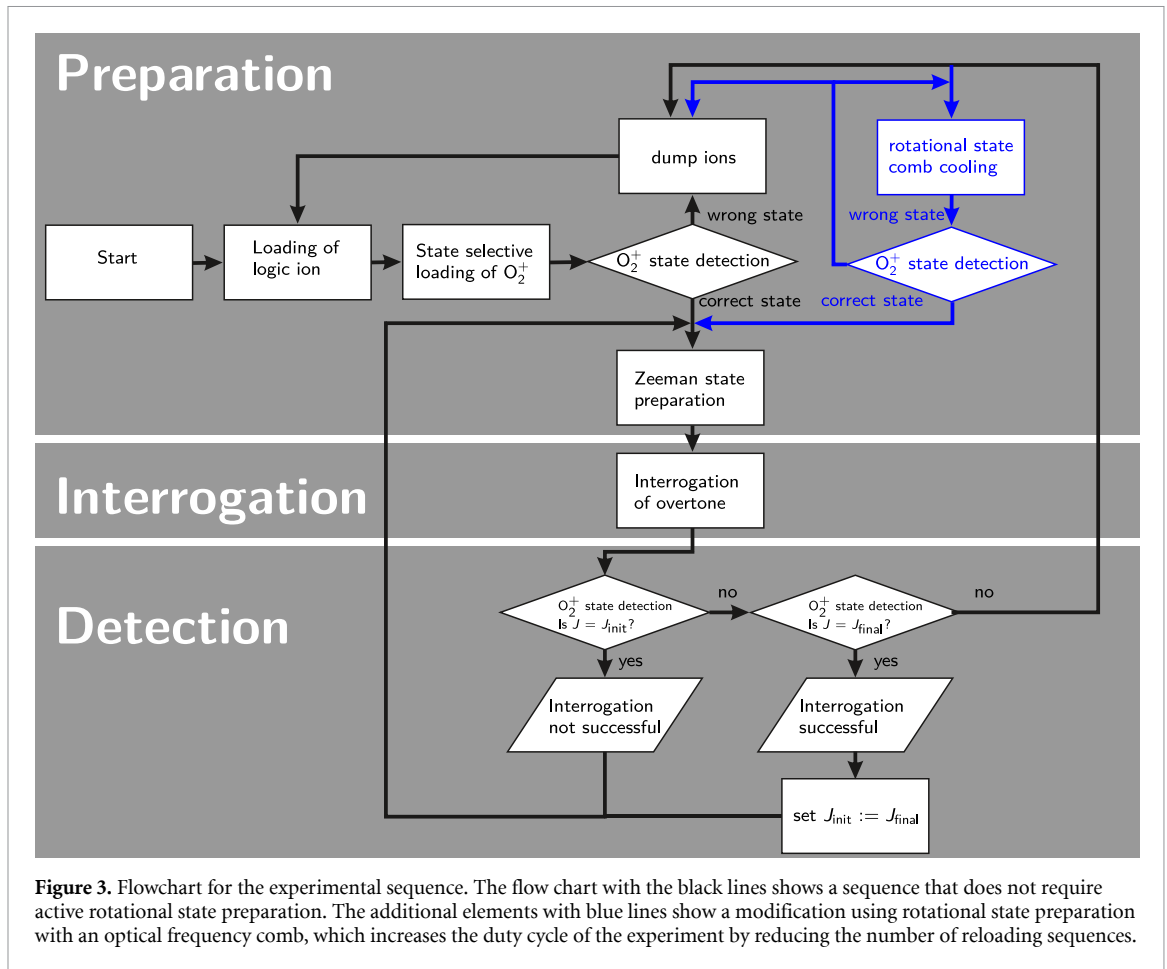 Preparation
dump ions
rotational state
comb cooling
wrong state
wrong state
Start
Loading of
logic ion
State selective
loading of O₂⁺
O₂⁺ state detection
O₂⁺ state detection
correct state
correct state
Zeeman state
preparation
Interrogation
Interrogation
of overtone
Detection
O₂⁺ state detection
Is J = J_init?
no
O₂⁺ state detection
Is J = J_final?
no
yes
yes
Interrogation
not successful
Interrogation
successful
set J_init := J_final
Figure 3. Flowchart for the experimental sequence. The flow chart with the black lines shows a sequence that does not require
active rotational state preparation. The additional elements with blue lines show a modification using rotational state preparation
with an optical frequency comb, which increases the duty cycle of the experiment by reducing the number of reloading sequences.